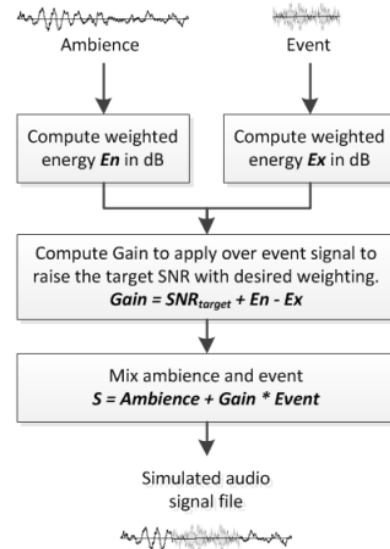 Ambience
Event
Compute weighted
energy En in dB
Compute weighted
energy Ex in dB
Compute Gain to apply over event signal to
raise the target SNR with desired weighting.
Gain = SNRtarget + En - Ex
Mix ambience and event
S = Ambience + Gain * Event
Simulated audio
signal file